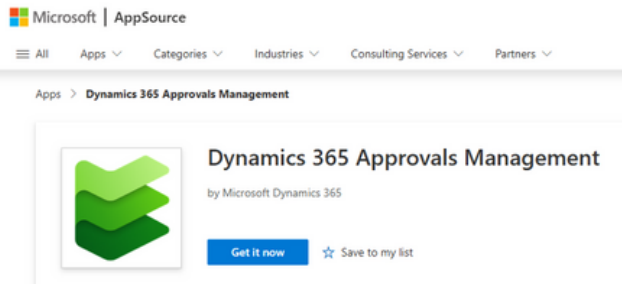 Microsoft | AppSource
All Apps Categories Industries Consulting Services Partners
Apps > Dynamics 365 Approvals Management
Dynamics 365 Approvals Management
by Microsoft Dynamics 365
Get it now Save to my list